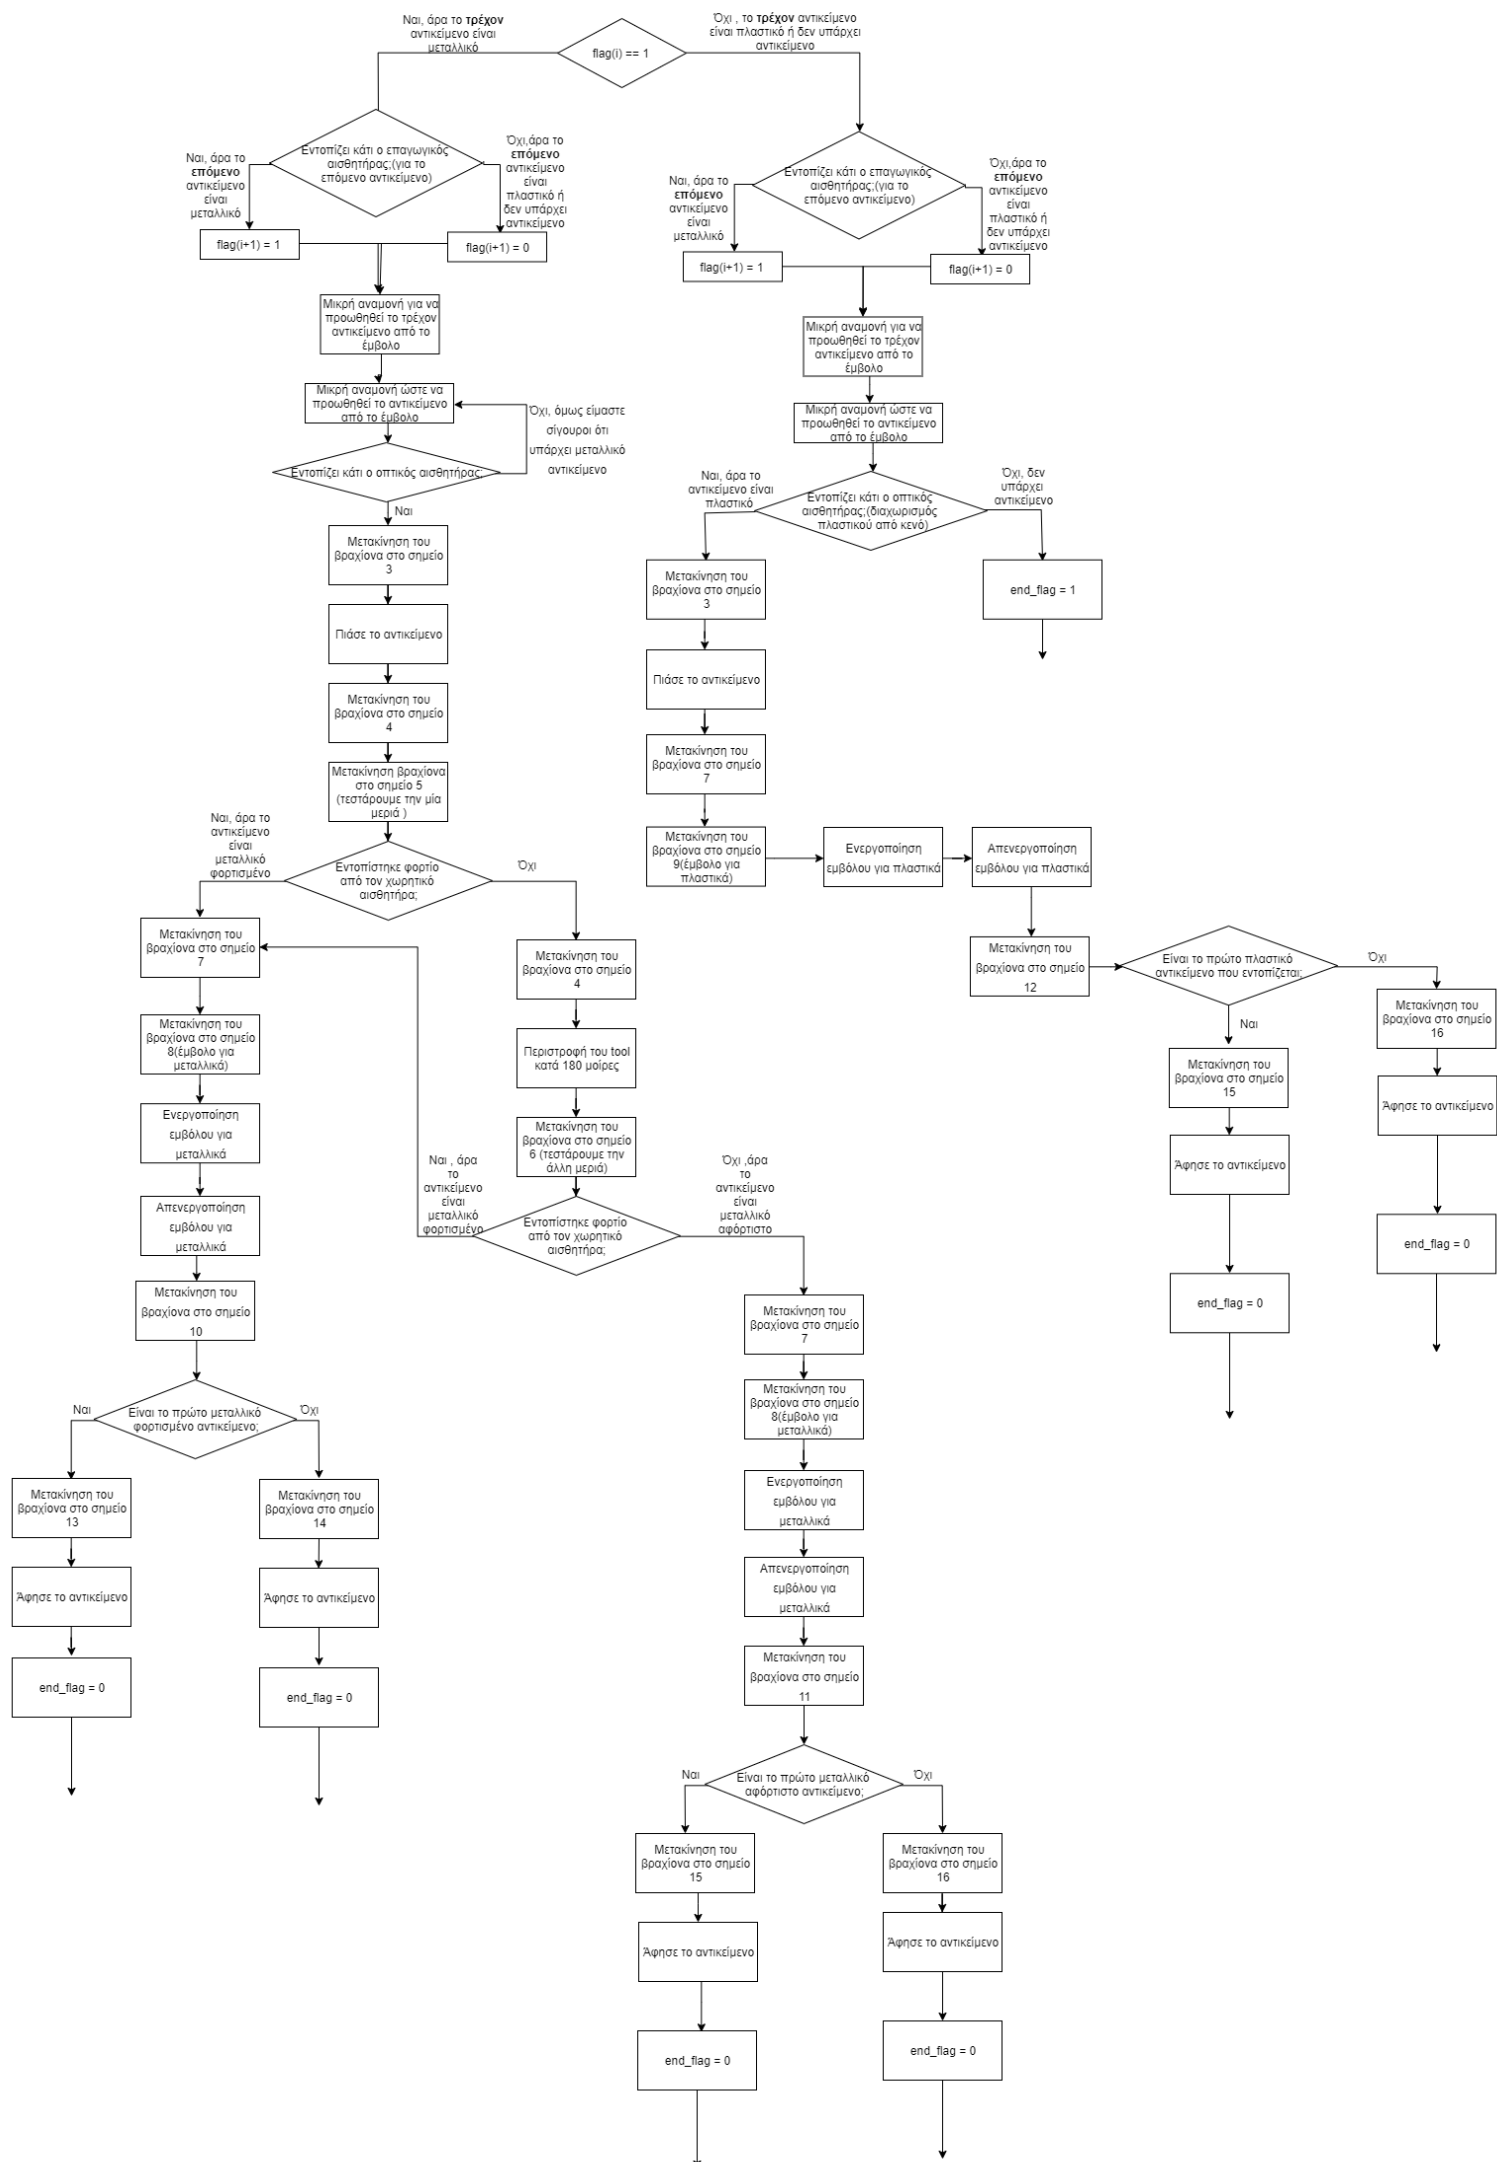 Ναι, άρα το τρέχον
αντικείμενο είναι
μεταλλικό
flag(i) == 1
Όχι , το τρέχον αντικείμενο
είναι πλαστικό ή δεν υπάρχει
αντικείμενο
Ναι, άρα το
επόμενο
αντικείμενο
είναι
μεταλλικό
Εντοπίζει κάτι ο επαγωγικός
αισθητήρας;(για το
επόμενο αντικείμενο)
Όχι,άρα το
επόμενο
αντικείμενο
είναι
πλαστικό ή
δεν υπάρχει
αντικείμενο
flag(i+1) = 1
flag(i+1) = 0
Μικρή αναμονή για να
προωθηθεί το τρέχον
αντικείμενο από το
έμβολο
Μικρή αναμονή ώστε να
προωθηθεί το αντικείμενο
από το έμβολο
Όχι, όμως είμαστε
σίγουροι ότι
υπάρχει μεταλλικό
αντικείμενο
Εντοπίζει κάτι ο οπτικός αισθητήρας;
Ναι
Μετακίνηση του
βραχίονα στο σημείο
3
Πιάσε το αντικείμενο
Μετακίνηση του
βραχίονα στο σημείο
4
Μετακίνηση βραχίονα
στο σημείο 5
(τεστάρουμε την μία
μεριά )
Ναι, άρα το
αντικείμενο
είναι
μεταλλικό
φορτισμένο
Εντοπίστηκε φορτίο
από τον χωρητικό
αισθητήρα;
Όχι
Μετακίνηση του
βραχίονα στο σημείο
7
Μετακίνηση του
βραχίονα στο σημείο
8(έμβολο για
μεταλλικά)
Ενεργοποίηση
εμβόλου για
μεταλλικά
Απενεργοποίηση
εμβόλου για
μεταλλικά
Μετακίνηση του
βραχίονα στο σημείο
10
Ναι
Είναι το πρώτο μεταλλικό
φορτισμένο αντικείμενο;
Όχι
Μετακίνηση του
βραχίονα στο σημείο
13
Άφησε το αντικείμενο
end_flag = 0
Μετακίνηση του
βραχίονα στο σημείο
14
Άφησε το αντικείμενο
end_flag = 0
Μετακίνηση του
βραχίονα στο σημείο
4
Περιστροφή του tool
κατά 180 μοίρες
Μετακίνηση του
βραχίονα στο σημείο
6 (τεστάρουμε την
άλλη μεριά)
Ναι , άρα
το
αντικείμενο
είναι
μεταλλικό
φορτισμένο
Εντοπίστηκε φορτίο
από τον χωρητικό
αισθητήρα;
Όχι ,άρα
το
αντικείμενο
είναι
μεταλλικό
αφόρτιστο
Μετακίνηση του
βραχίονα στο σημείο
7
Μετακίνηση του
βραχίονα στο σημείο
8(έμβολο για
μεταλλικά)
Ενεργοποίηση
εμβόλου για
μεταλλικά
Απενεργοποίηση
εμβόλου για
μεταλλικά
Μετακίνηση του
βραχίονα στο σημείο
11
Ναι
Είναι το πρώτο μεταλλικό
αφόρτιστο αντικείμενο;
Όχι
Μετακίνηση του
βραχίονα στο σημείο
15
Άφησε το αντικείμενο
end_flag = 0
Μετακίνηση του
βραχίονα στο σημείο
16
Άφησε το αντικείμενο
end_flag = 0
Ναι, άρα το
επόμενο
αντικείμενο
είναι
μεταλλικό
Εντοπίζει κάτι ο επαγωγικός
αισθητήρας;(για το
επόμενο αντικείμενο)
Όχι,άρα το
επόμενο
αντικείμενο
είναι
πλαστικό ή
δεν υπάρχει
αντικείμενο
flag(i+1) = 1
flag(i+1) = 0
Μικρή αναμονή για να
προωθηθεί το τρέχον
αντικείμενο από το
έμβολο
Μικρή αναμονή ώστε να
προωθηθεί το αντικείμενο
από το έμβολο
Ναι, άρα το
αντικείμενο είναι
πλαστικό
Εντοπίζει κάτι ο οπτικός
αισθητήρας;(διαχωρισμός
πλαστικού από κενό)
Όχι, δεν
υπάρχει
αντικείμενο
end_flag = 1
Μετακίνηση του
βραχίονα στο σημείο
3
Πιάσε το αντικείμενο
Μετακίνηση του
βραχίονα στο σημείο
7
Μετακίνηση του
βραχίονα στο σημείο
9(έμβολο για
πλαστικά)
Ενεργοποίηση
εμβόλου για πλαστικά
Απενεργοποίηση
εμβόλου για πλαστικά
Μετακίνηση του
βραχίονα στο σημείο
12
Είναι το πρώτο πλαστικό
αντικείμενο που εντοπίζεται;
Όχι
Ναι
Μετακίνηση του
βραχίονα στο σημείο
15
Άφησε το αντικείμενο
end_flag = 0
Μετακίνηση του
βραχίονα στο σημείο
16
Άφησε το αντικείμενο
end_flag = 0